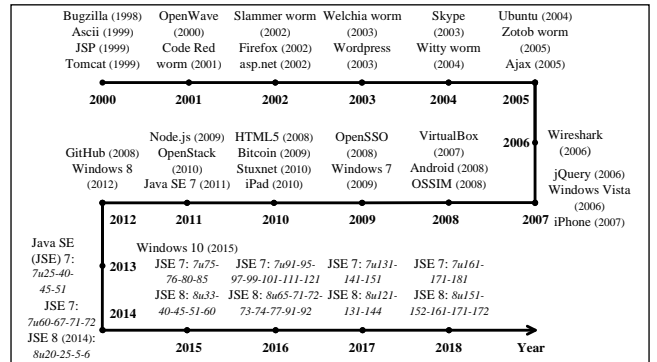 Bugzilla (1998)
Ascii (1999)
JSP (1999)
Tomcat (1999)
OpenWave
(2000)
Code Red
worm (2001)
Slammer worm
(2002)
Firefox (2002)
asp.net (2002)
Welchia worm
(2003)
Wordpress
(2003)
Skype
(2003)
Witty worm
(2004)
Ubuntu (2004)
Zotob worm
(2005)
Ajax (2005)
2000
2001
2002
2003
2004
2005
2006
Wireshark
(2006)
jQuery (2006)
Windows Vista
(2006)
iPhone (2007)
GitHub (2008)
Windows 8
(2012)
Node.js (2009)
OpenStack
(2010)
Java SE 7 (2011)
HTML5 (2008)
Bitcoin (2009)
Stuxnet (2010)
iPad (2010)
OpenSSO
(2008)
Windows 7
(2009)
VirtualBox
(2007)
Android (2008)
OSSIM (2008)
2012
2011
2010
2009
2008
2007
Java SE
(JSE) 7:
7u25-40-
45-51
JSE 7:
7u60-67-71-72
JSE 8 (2014):
8u20-25-5-6
2013
2014
Windows 10 (2015)
JSE 7: 7u75-
76-80-85
JSE 8: 8u33-
40-45-51-60
JSE 7: 7u91-95-
97-99-101-111-121
JSE 8: 8u65-71-72-
73-74-77-91-92
JSE 7: 7u131-
141-151
JSE 8: 8u121-
131-144
JSE 7: 7u161-
171-181
JSE 8: 8u151-
152-161-171-172
2015
2016
2017
2018
Year